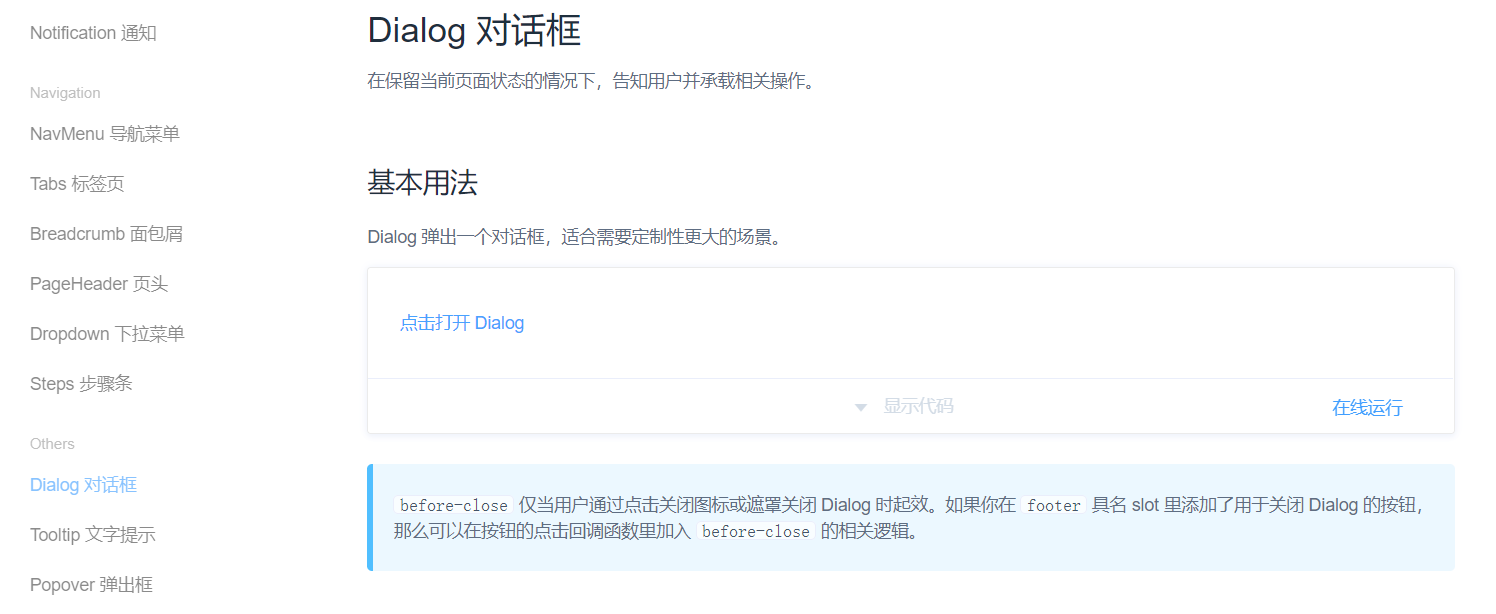 Notification 通知
Navigation
NavMenu 导航菜单
Tabs 标签页
Breadcrumb 面包屑
PageHeader 页头
Dropdown 下拉菜单
Steps 步骤条
Others
Dialog 对话框
Tooltip 文字提示
Popover 弹出框
Dialog 对话框
在保留当前页面状态的情况下，告知用户并承载相关操作。
基本用法
Dialog 弹出一个对话框，适合需要定制性更大的场景。
点击打开 Dialog
显示代码
在线运行
before-close 仅当用户通过点击关闭图标或遮罩关闭 Dialog 时起效。如果你在 footer 具名 slot 里添加了用于关闭 Dialog 的按钮，
那么可以在按钮的点击回调函数里加入 before-close 的相关逻辑。